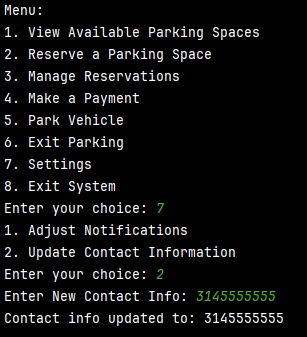 Menu:
1. View Available Parking Spaces
2. Reserve a Parking Space
3. Manage Reservations
4. Make a Payment
5. Park Vehicle
6. Exit Parking
7. Settings
8. Exit System
Enter your choice: 7
1. Adjust Notifications
2. Update Contact Information
Enter your choice: 2
Enter New Contact Info: 3145555555
Contact info updated to: 3145555555